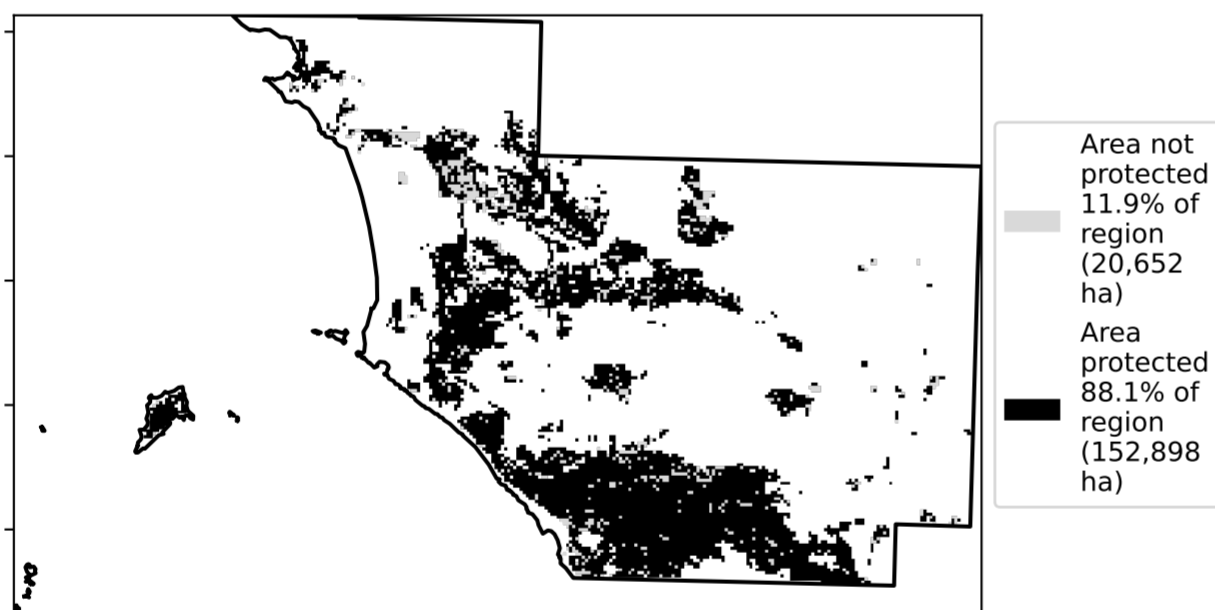 Area not
protected
11.9% of
region
(20,652
ha)
Area
protected
88.1% of
region
(152,898
ha)